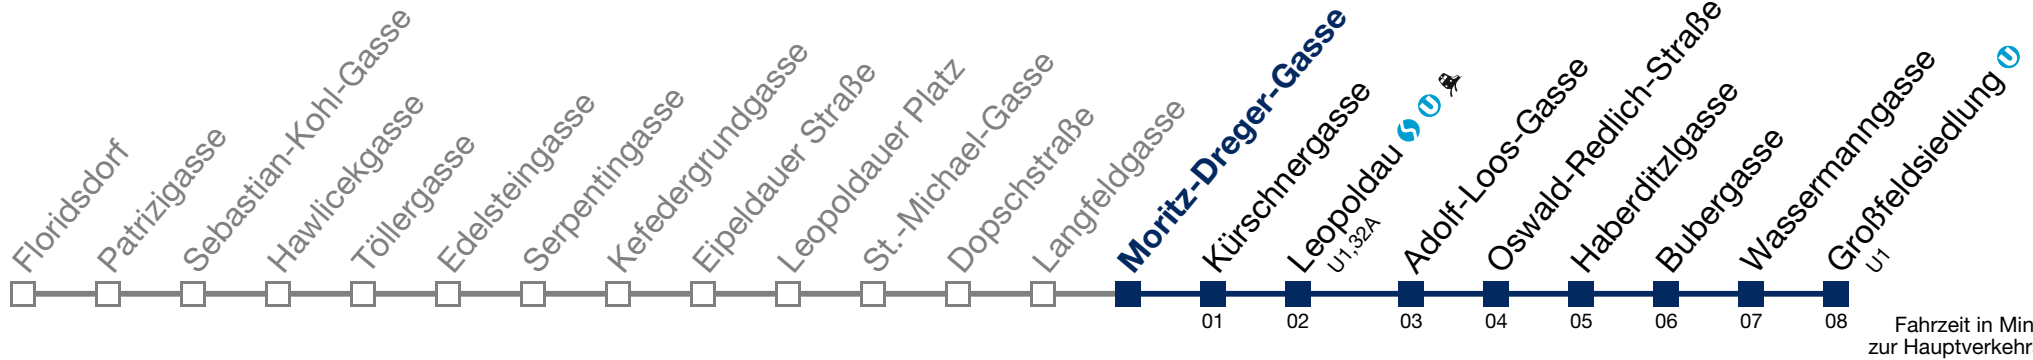 Floridsdorf
Patrizigasse
Sebastian-Kohl-Gasse
Hawlicekgasse
Töllergasse
Edelsteingasse
Serpentingasse
Kefedergrundgasse
Eipeldauer Straße
Leopoldauer Platz
St.-Michael-Gasse
Dopschstraße
Langfeldgasse
Moritz-Dreger-Gasse
Kürschnergasse
Leopoldau U
U1,32A
Adolf-Loos-Gasse
Oswald-Redlich-Straße
Haberditzlgasse
Bubergasse
Wassermanngasse
Großfeldsiedlung U
U1
01 02 03 04 05 06 07 08
Fahrzeit in Min
zur Hauptverkehr